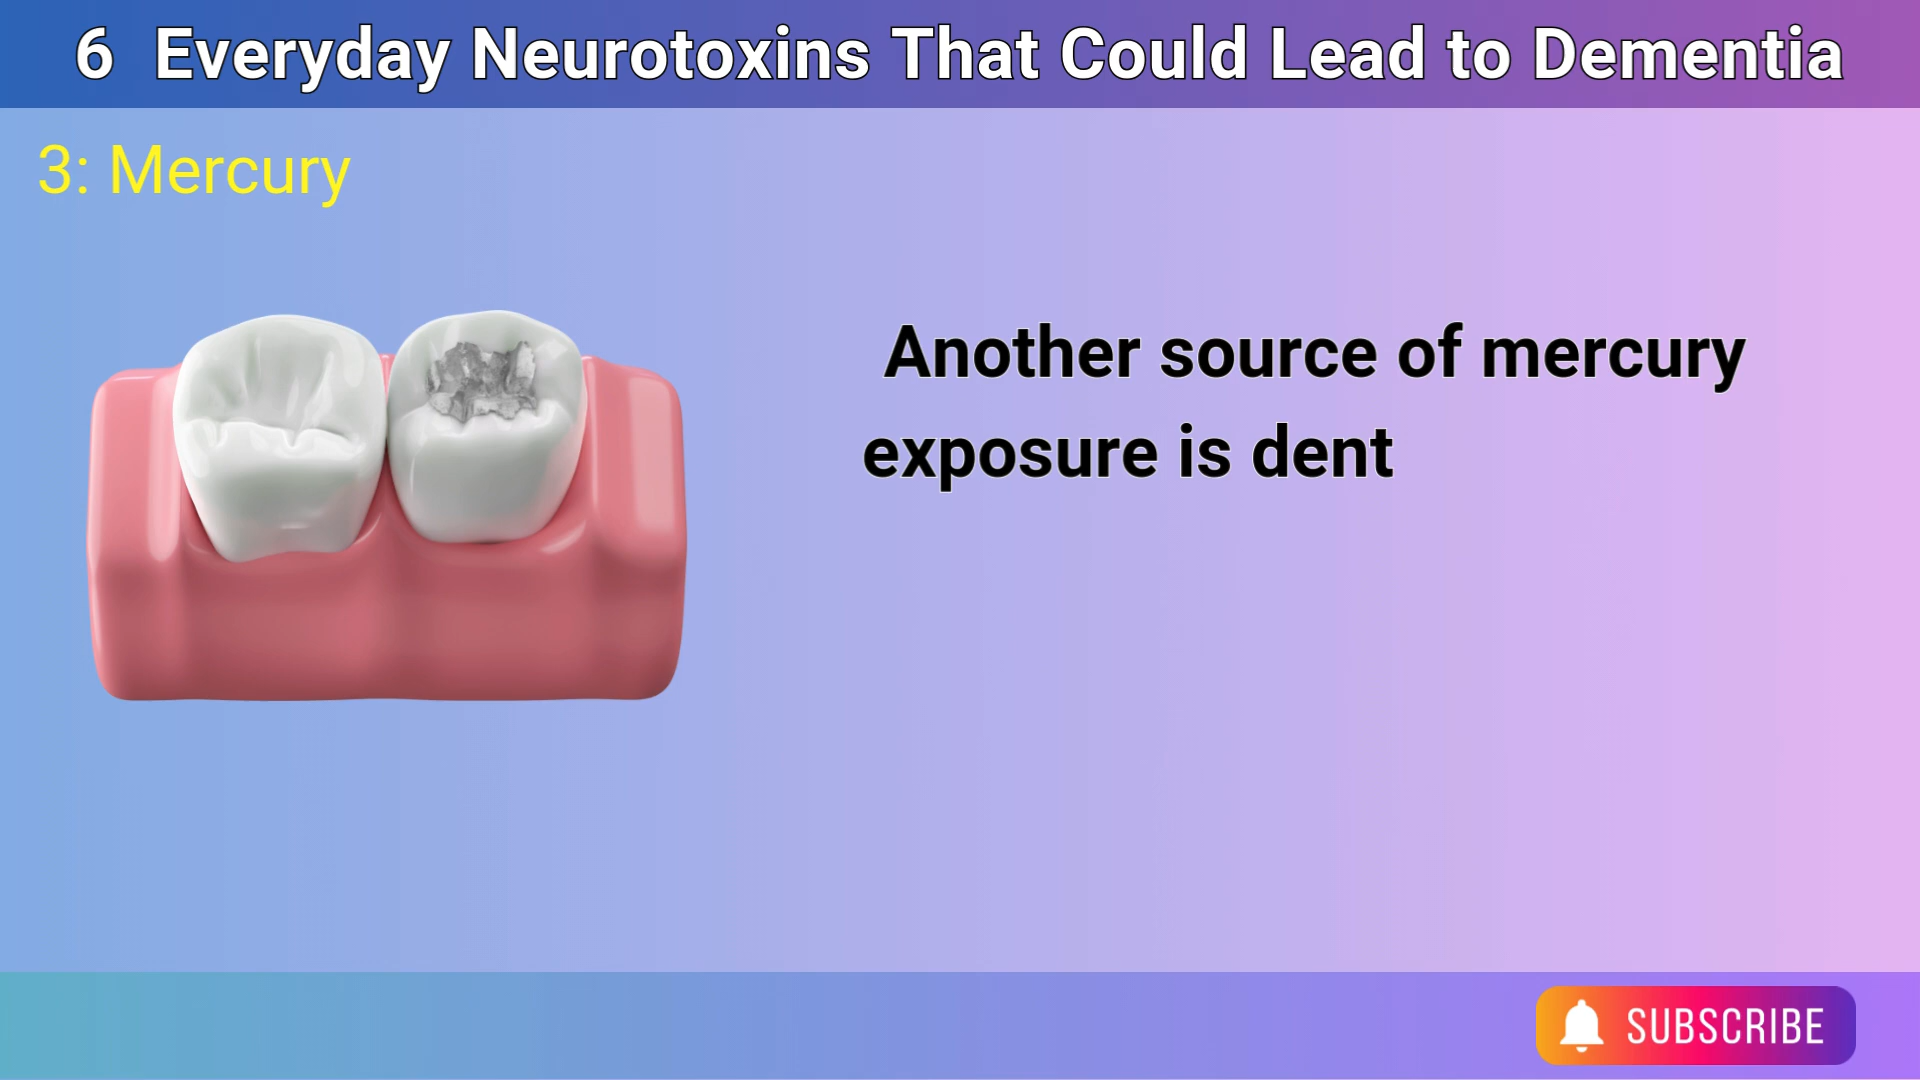 6 Everyday Neurotoxins That Could Lead to Dementia
3: Mercury
Another source of mercury
exposure is dent
SUBSCRIBE